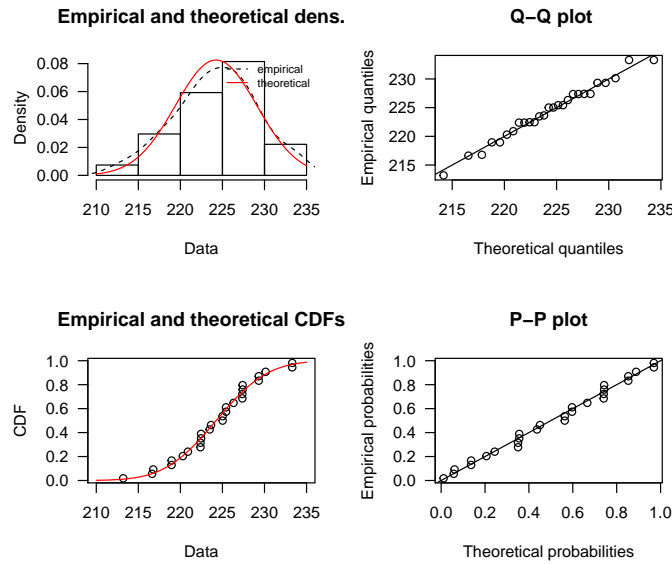 Empirical and theoretical dens.
Density
0.00 0.02 0.04 0.06 0.08
empirical
theoretical
210 215 220 225 230 235
Data
Q−Q plot
Empirical quantiles
215 220 225 230
215 220 225 230 235
Theoretical quantiles
Empirical and theoretical CDFs
CDF
0.0 0.2 0.4 0.6 0.8 1.0
210 215 220 225 230 235
Data
P−P plot
Empirical probabilities
0.0 0.2 0.4 0.6 0.8 1.0
0.0 0.2 0.4 0.6 0.8 1.0
Theoretical probabilities